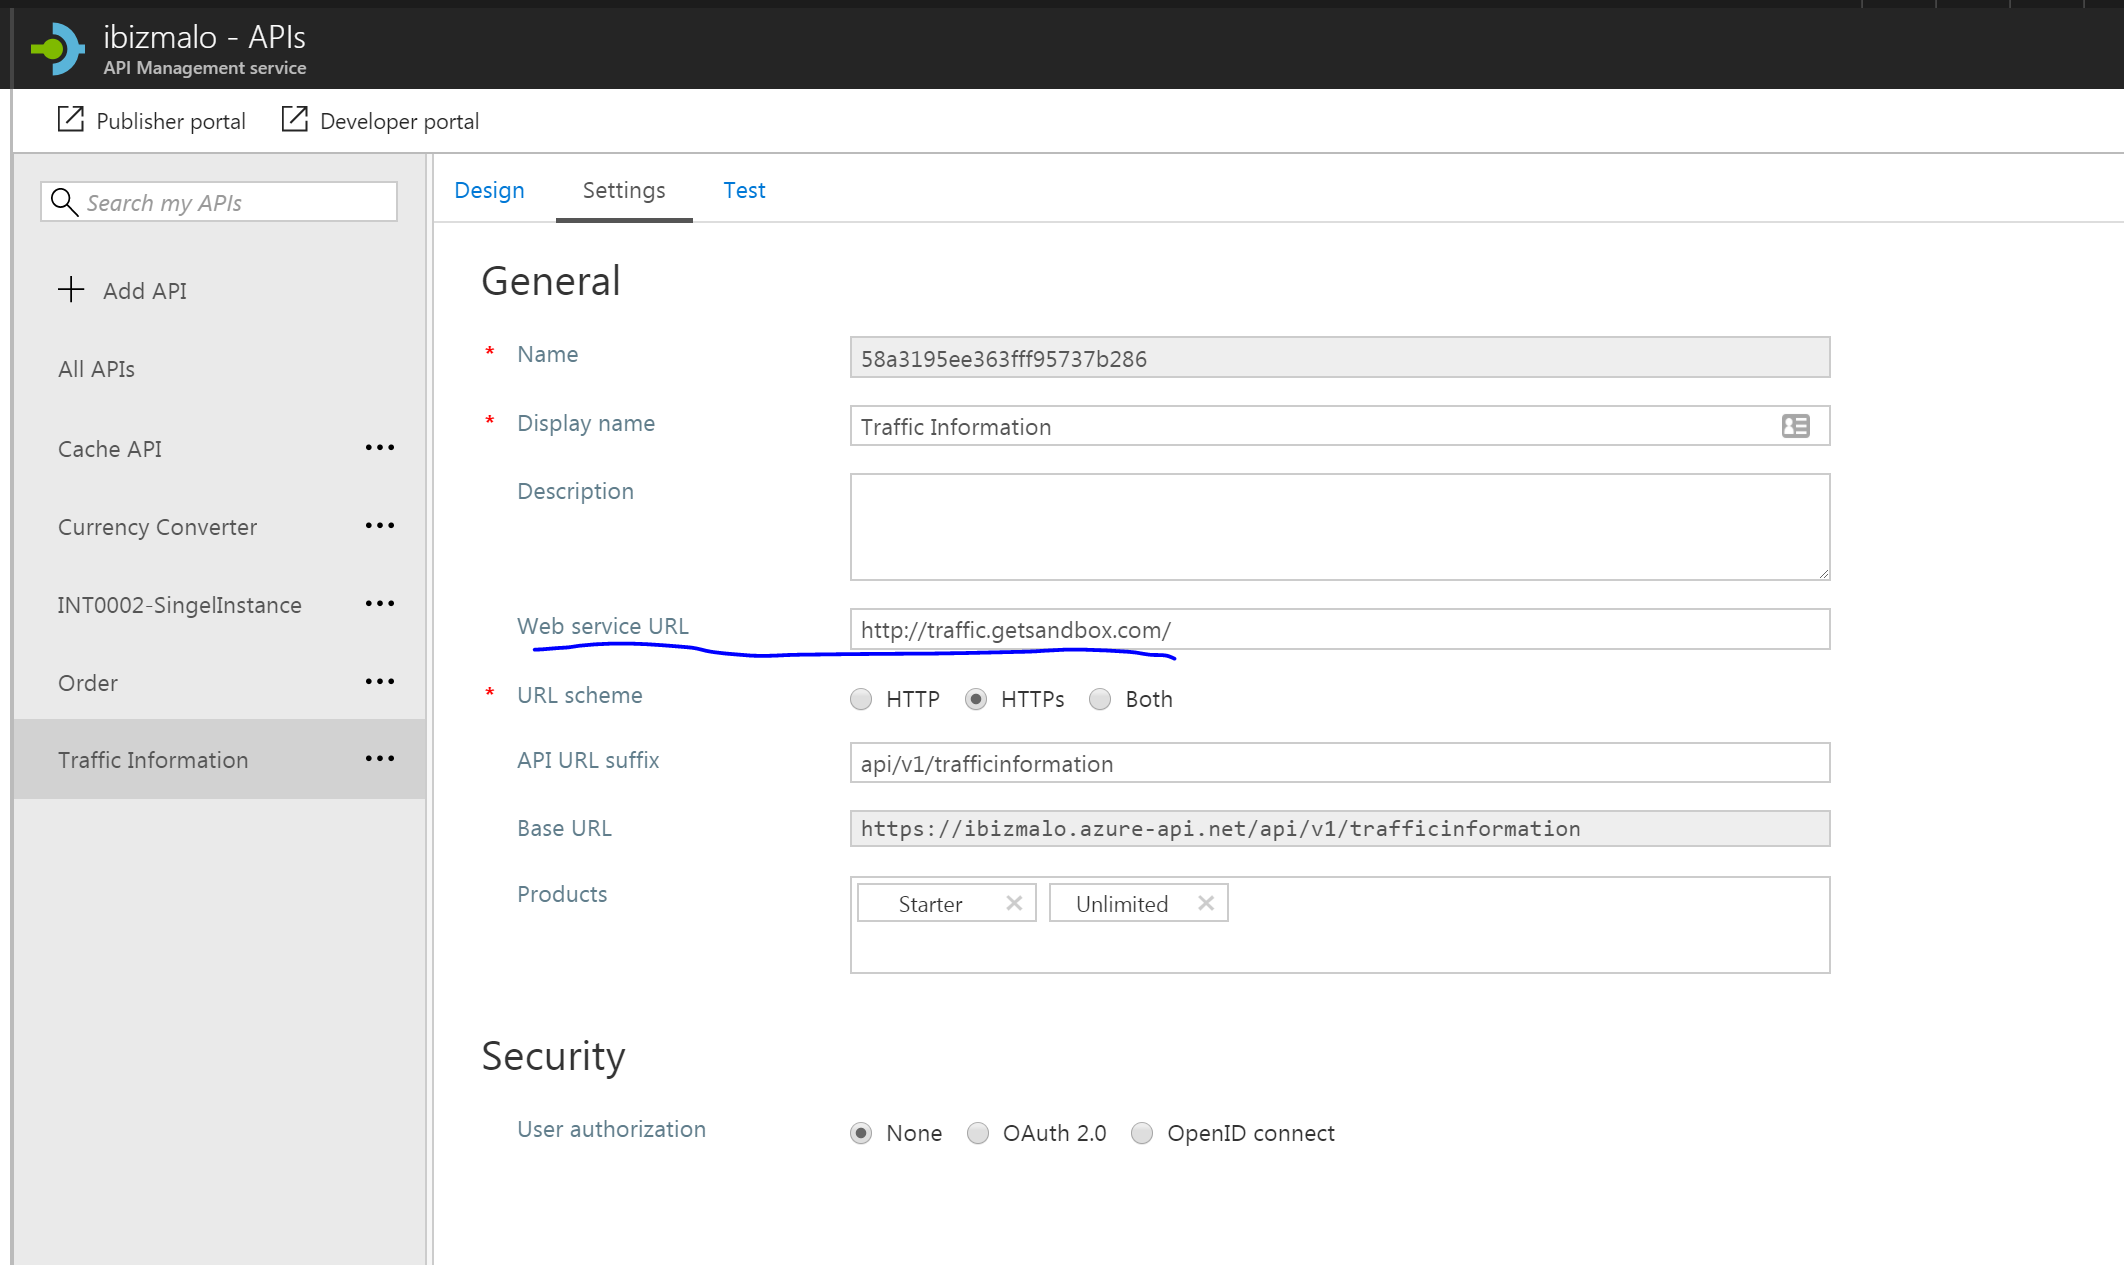 ibizmalo - APIs
API Management service
Publisher portal Developer portal
Search my APIs
Add API
All APIs
Cache API
Currency Converter
INT0002-SingelInstance
Order
Traffic Information
Design Settings Test
General
* Name 58a3195ee363fff95737b286
* Display name Traffic Information
Description
Web service URL http://traffic.getsandbox.com/
* URL scheme HTTP HTTPs Both
API URL suffix api/v1/trafficinformation
Base URL https://ibizmalo.azure-api.net/api/v1/trafficinformation
Products Starter Unlimited
Security
User authorization None OAuth 2.0 OpenID connect